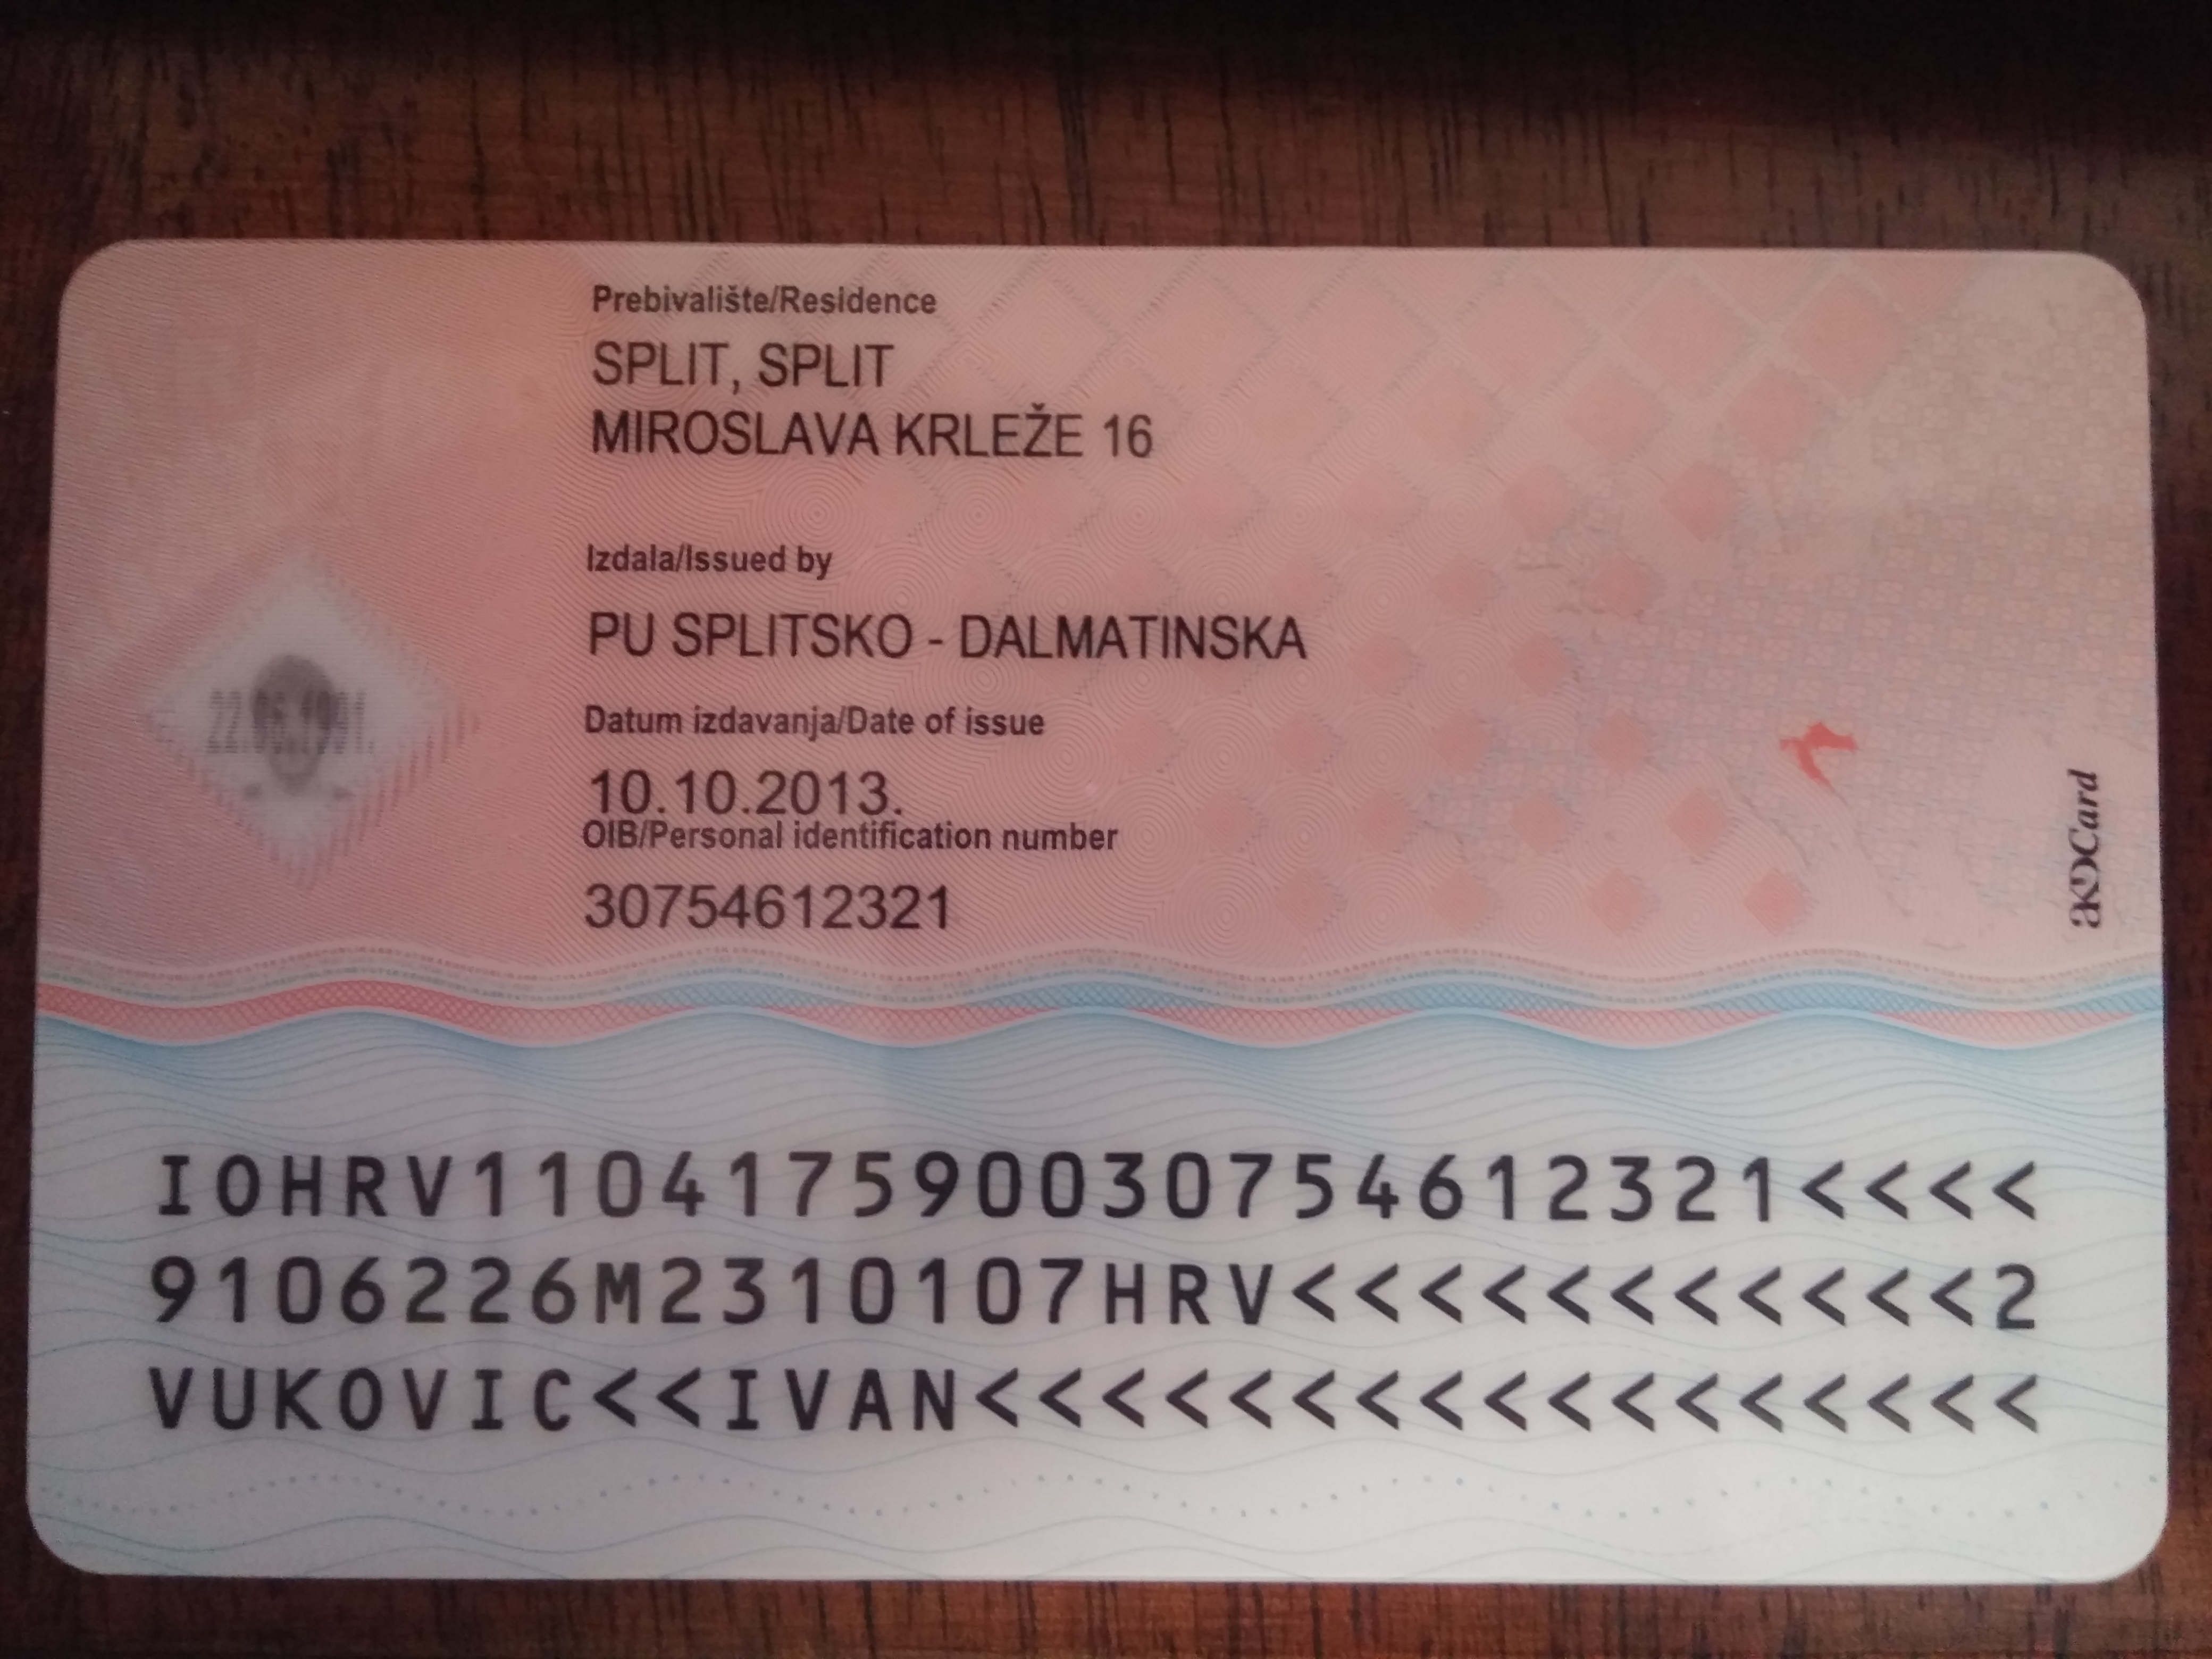 Prebivalište/Residence
SPLIT, SPLIT
MIROSLAVA KRLEŽE 16
Izdala/Issued by
PU SPLITSKO - DALMATINSKA
22.06.1991.
Datum izdavanja/Date of issue
10.10.2013.
OIB/Personal identification number
30754612321
akDCard
IOHRV110417590030754612321<<<<
9106226M2310107HRV<<<<<<<<<<<2
VUKOVIC<<IVAN<<<<<<<<<<<<<<<<<